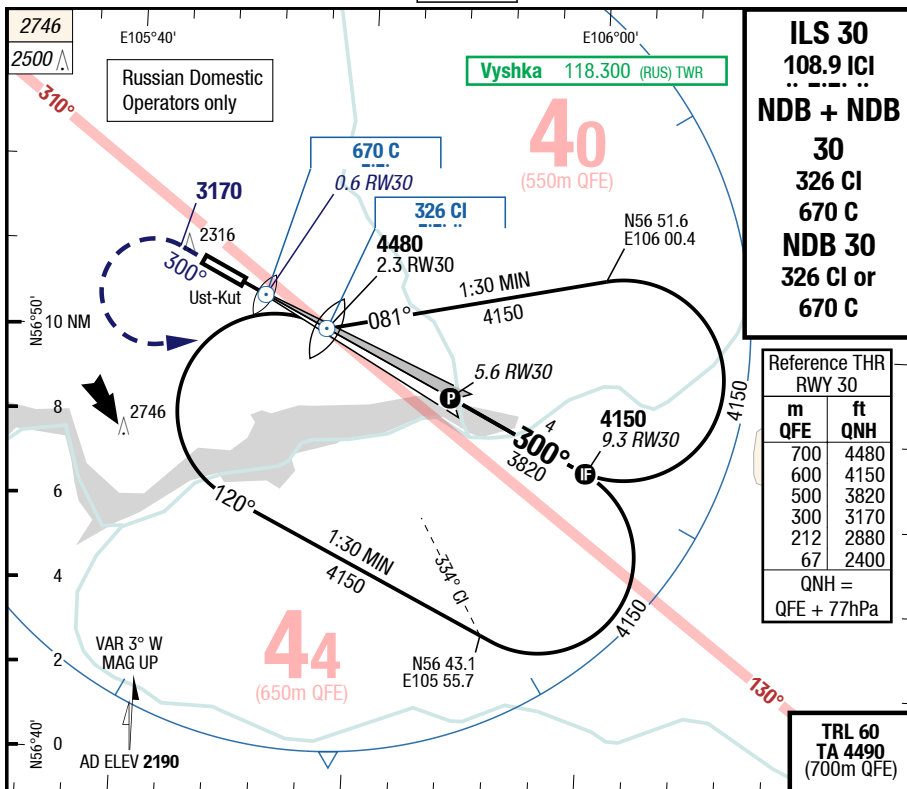 2746
2500
E105°40'
E106°00'
Russian Domestic
Operators only
Vyshka 118.300 (RUS) TWR
310°
40
(550m QFE)
670 C
0.6 RW30
3170
326 CI
2316
4480
2.3 RW30
300°
Ust-Kut
N56 51.6
E106 00.4
1:30 MIN
081°
4150
N56°50'
10 NM
5.6 RW30
P
4150
8
2746
4150
9.3 RW30
4
300°
3820
IF
6
120°
1:30 MIN
4150
334° CI
4
4150
44
(650m QFE)
VAR 3° W
MAG UP
2
N56 43.1
E105 55.7
130°
N56°40'
0
AD ELEV 2190
ILS 30
108.9 ICI
NDB + NDB
30
326 CI
670 C
NDB 30
326 CI or
670 C
Reference THR
RWY 30
m ft
QFE QNH
700 4480
600 4150
500 3820
300 3170
212 2880
67 2400
QNH =
QFE + 77hPa
TRL 60
TA 4490
(700m QFE)